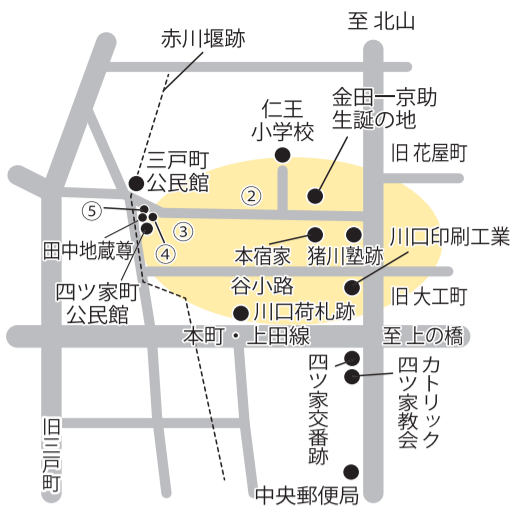 至 北山
赤川堰跡
金田一京助
生誕の地
仁王
小学校
旧 花屋町
三戸町
公民館
②
⑤
③
④
田中地蔵尊
本宿家
猪川塾跡
川口印刷工業
四ツ家町
公民館
谷小路
旧 大工町
川口荷札跡
本町・上田線
至 上の橋
四ツ家交番跡
カトリック
四ツ家教会
旧三戸町
中央郵便局